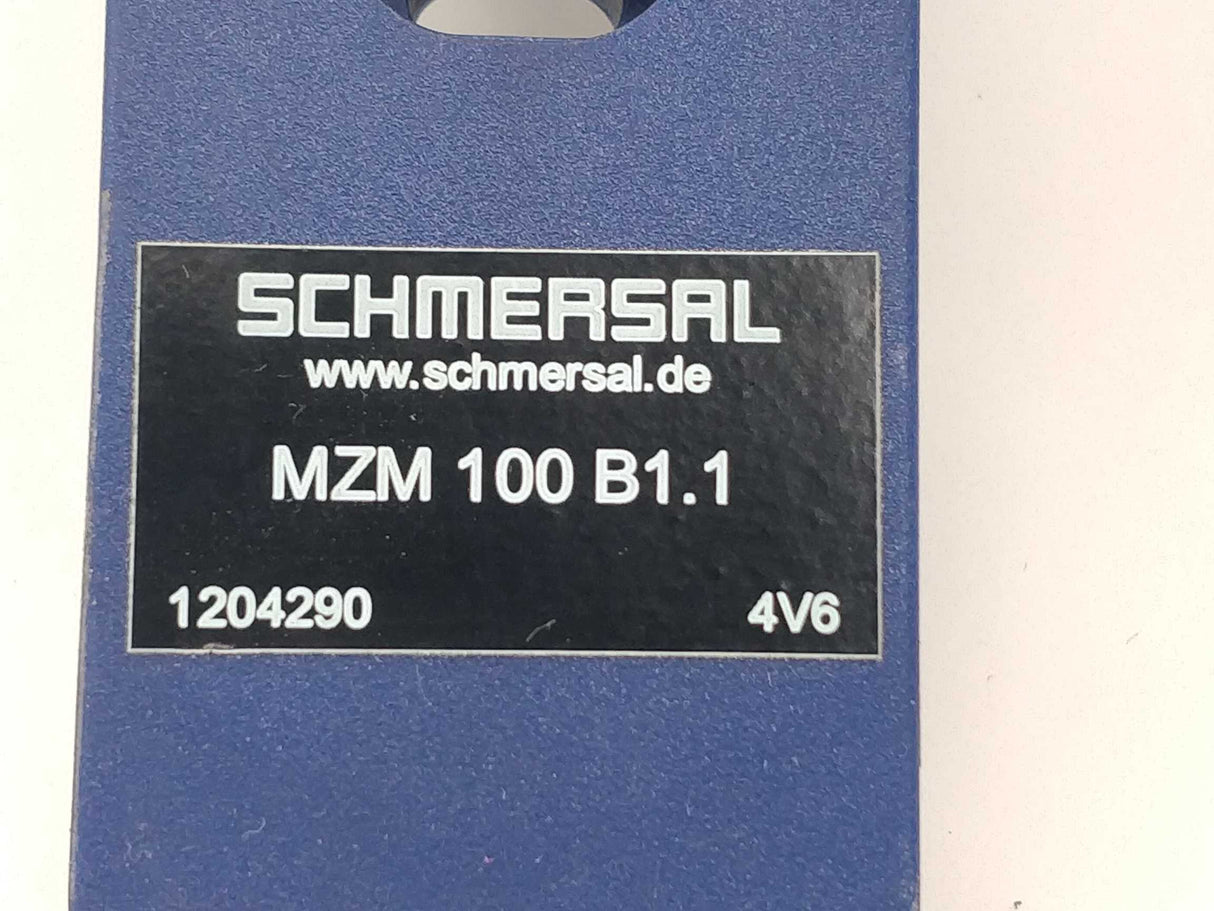 SCHMERSAL
www.schmersal.de
MZM 100 B1.1
1204290 4V6